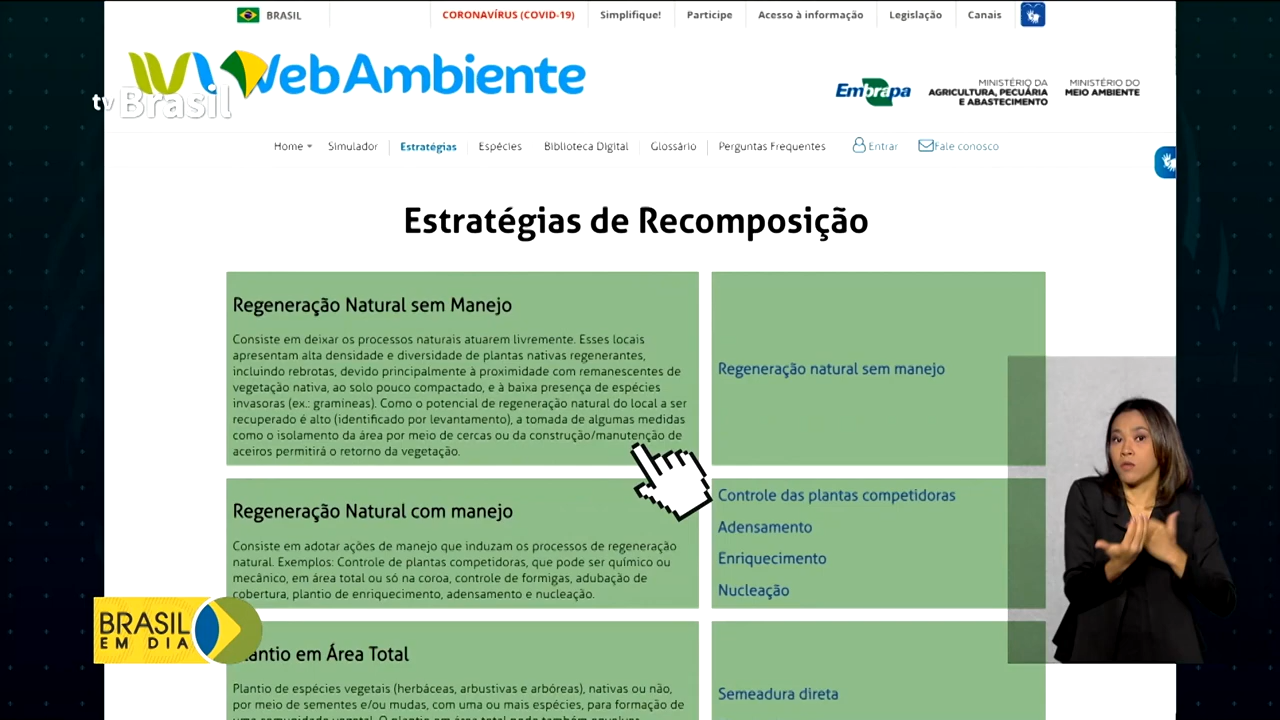 BRASIL
CORONAVÍRUS (COVID-19)
Simplifique!
Participe
Acesso à informação
Legislação
Canais
WebAmbiente
tv Brasil
Embrapa
MINISTÉRIO DA
AGRICULTURA, PECUÁRIA
E ABASTECIMENTO
MINISTÉRIO DO
MEIO AMBIENTE
Home
Simulador
Estratégias
Espécies
Biblioteca Digital
Glossário
Perguntas Frequentes
Entrar
Fale conosco
Estratégias de Recomposição
Regeneração Natural sem Manejo
Consiste em deixar os processos naturais atuarem livremente. Esses locais
apresentam alta densidade e diversidade de plantas nativas regenerantes,
incluindo rebrotas, devido principalmente à proximidade com remanescentes de
vegetação nativa, ao solo pouco compactado, e à baixa presença de espécies
invasoras (ex.: gramíneas). Como o potencial de regeneração natural do local a ser
recuperado é alto (identificado por levantamento), a tomada de algumas medidas
como o isolamento da área por meio de cercas ou da construção/manutenção de
aceiros permitirá o retorno da vegetação.
Regeneração natural sem manejo
Regeneração Natural com manejo
Consiste em adotar ações de manejo que induzam os processos de regeneração
natural. Exemplos: Controle de plantas competidoras, que pode ser químico ou
mecânico, em área total ou só na coroa, controle de formigas, adubação de
cobertura, plantio de enriquecimento, adensamento e nucleação.
Controle das plantas competidoras
Adensamento
Enriquecimento
Nucleação
BRASIL
EM DIA
Plantio em Área Total
Plantio de espécies vegetais (herbáceas, arbustivas e arbóreas), nativas ou não,
por meio de sementes e/ou mudas, com uma ou mais espécies, para formação de
Semeadura direta